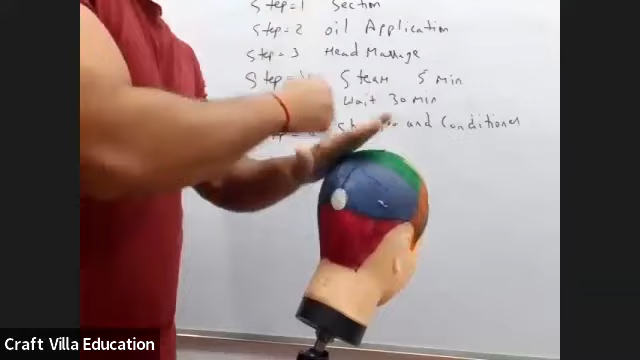 Step=1 Section
Step=2 oil Application
Step=3 Head Massage
Step= Steam 5 Min
Wait 30 min
and Conditioner
Craft Villa Education